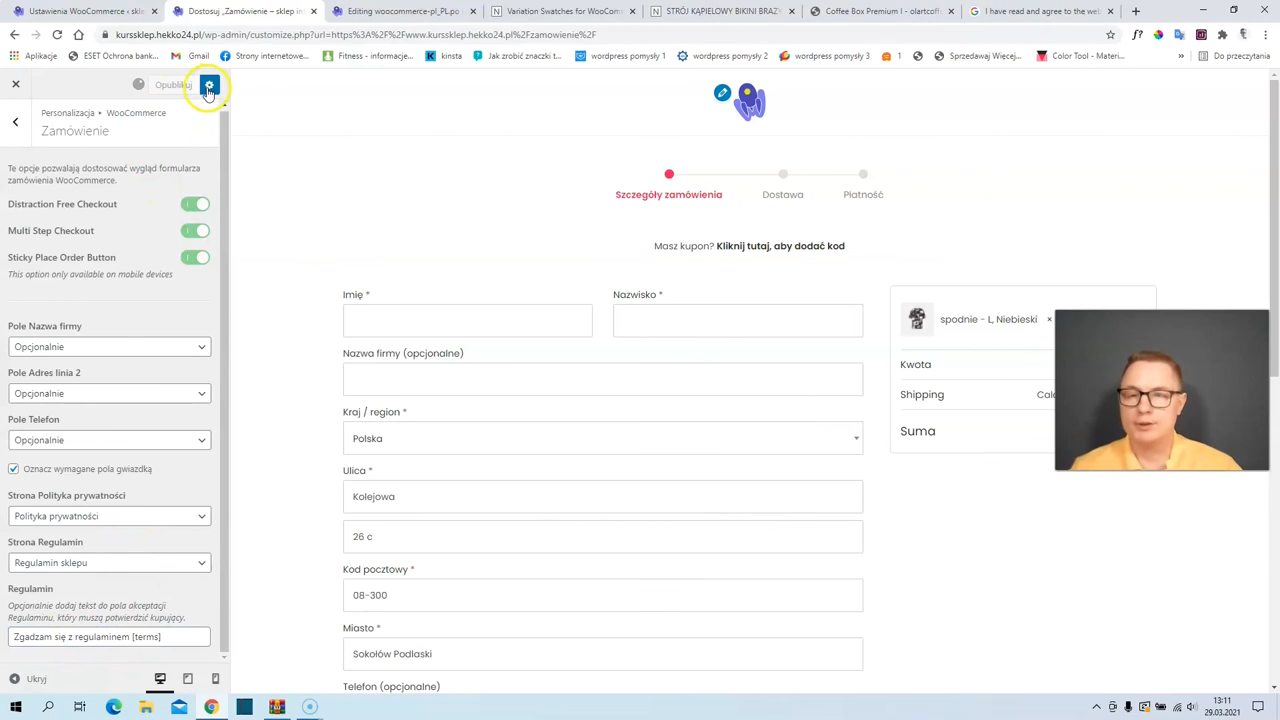 Ustawienia WooCommerce - sklep
Dostosuj „Zamówienie – sklep in
Editing woocommerce-pl_PL.po
Variation Swatches for WooCom
STRÓJ KĄPIELOWY BIKINI BRAZY
Coffee Box Premium I - olartcoff
I have read and agree to the web
kurssklep.hekko24.pl/wp-admin/customize.php?url=https%3A%2F%2Fwww.kurssklep.hekko24.pl%2Fzamowienie%2F
Aplikacje
ESET Ochrona bank...
Gmail
Strony internetowe...
Fitness - informacje...
kinsta
Jak zrobić znaczki t...
wordpress pomysły 1
wordpress pomysły 2
wordpress pomysły 3
1
Sprzedawaj Więcej...
Color Tool - Materi...
»
Do przeczytania
Opublikuj
Personalizacja ▸ WooCommerce
Zamówienie
Te opcje pozwalają dostosować wygląd formularza
zamówienia WooCommerce.
Distraction Free Checkout
Multi Step Checkout
Sticky Place Order Button
This option only available on mobile devices
Pole Nazwa firmy
Opcjonalnie
Pole Adres linia 2
Opcjonalnie
Pole Telefon
Opcjonalnie
Oznacz wymagane pola gwiazdką
Strona Polityka prywatności
Polityka prywatności
Strona Regulamin
Regulamin sklepu
Regulamin
Opcjonalnie dodaj tekst do pola akceptacji
Regulaminu, który muszą potwierdzić kupujący.
Zgadzam się z regulaminem [terms]
Ukryj
Szczegóły zamówienia
Dostawa
Płatność
Masz kupon? Kliknij tutaj, aby dodać kod
Imię *
Nazwisko *
Nazwa firmy (opcjonalne)
Kraj / region *
Polska
Ulica *
Kolejowa
26 c
Kod pocztowy *
08-300
Miasto *
Sokołów Podlaski
Telefon (opcjonalne)
spodnie - L, Niebieski ×
Kwota
Shipping
Suma
13:11
29.03.2021